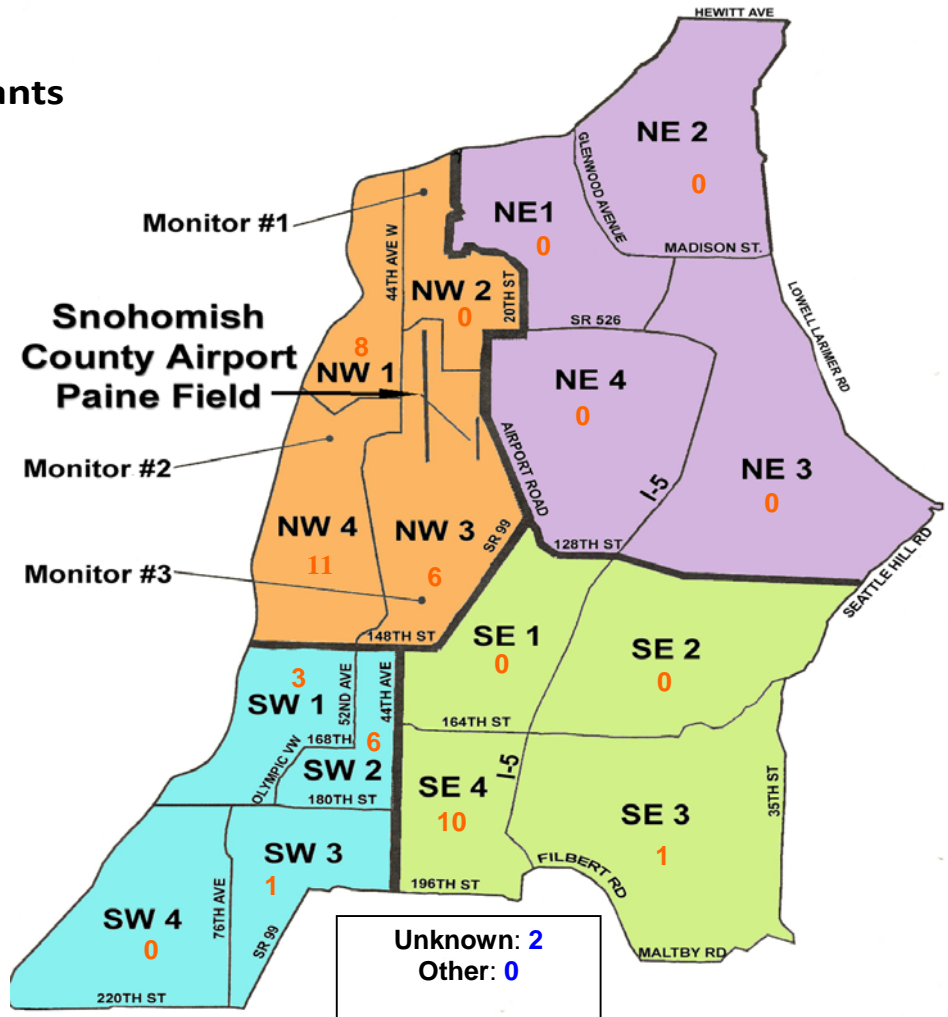 ants
HEWITT AVE
NE 2
0
GLENWOOD AVENUE
MADISON ST.
NE1
0
Monitor #1
44TH AVE W
NW 2
0
20TH ST
SR 526
LOWELL LARIMER RD
Snohomish
County Airport
Paine Field
8
NW 1
NE 4
0
AIRPORT ROAD
I-5
NE 3
0
Monitor #2
NW 4
11
NW 3
6
SR 99
128TH ST
SEATTLE HILL RD
Monitor #3
148TH ST
SE 1
0
SE 2
0
3
SW 1
52ND AVE
44TH AVE
164TH ST
168TH
6
OLYMPIC VW
SW 2
180TH ST
I-5
SE 4
10
SE 3
1
35TH ST
SW 3
1
76TH AVE
SR 99
FILBERT RD
196TH ST
SW 4
0
MALTBY RD
220TH ST
Unknown: 2
Other: 0